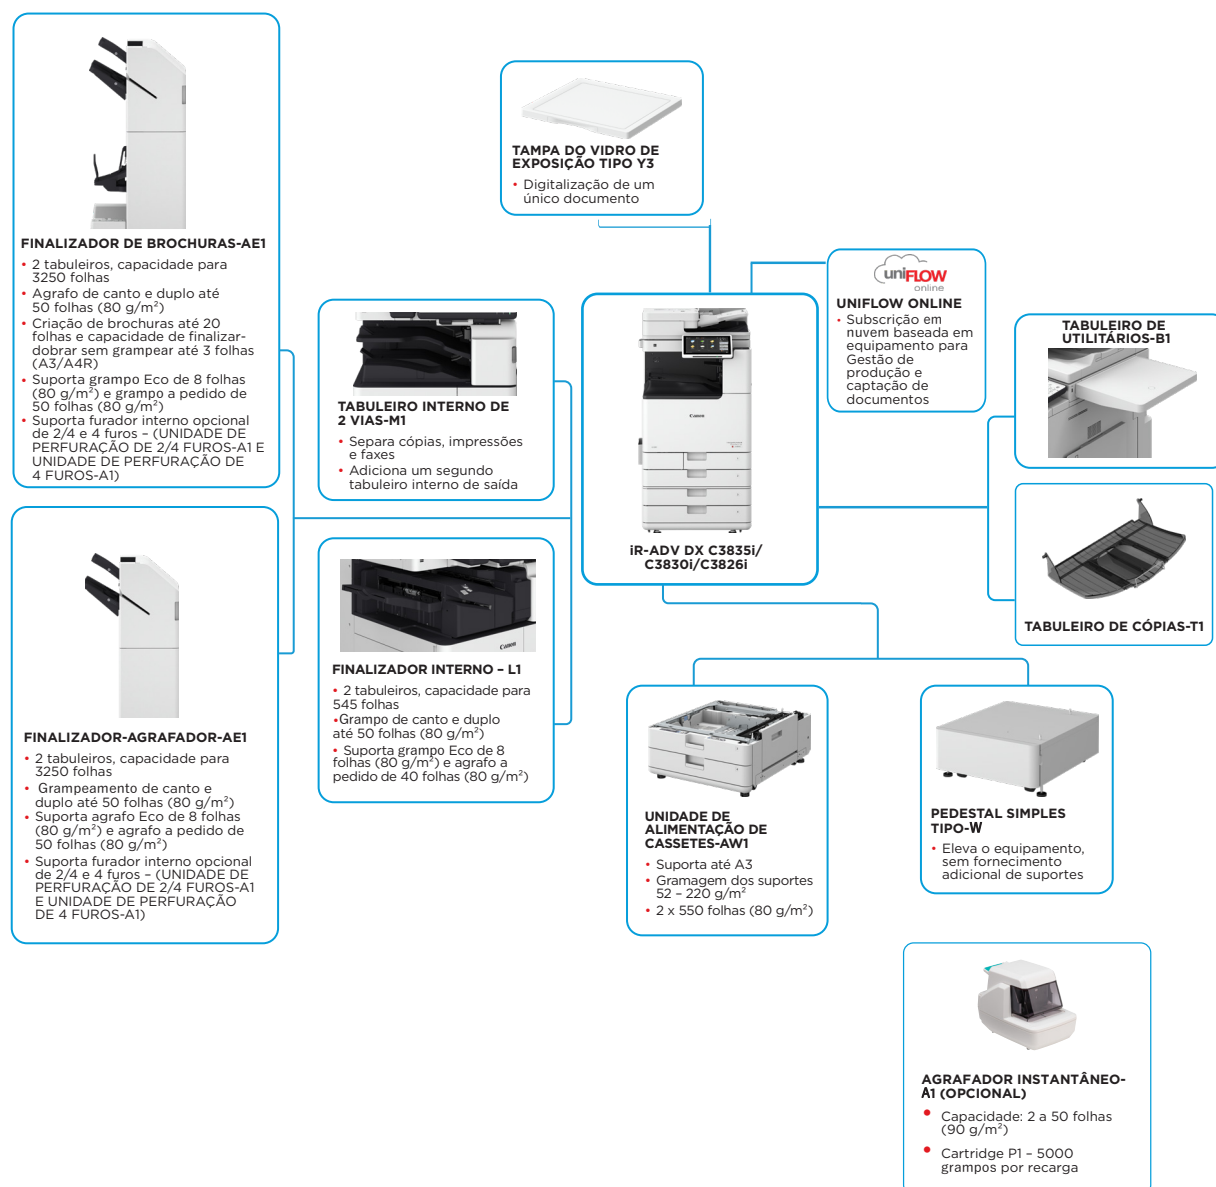 FINALIZADOR DE BROCHURAS-AE1
• 2 tabuleiros, capacidade para
3250 folhas
• Agrafo de canto e duplo até
50 folhas (80 g/m²)
• Criação de brochuras até 20
folhas e capacidade de finalizar-
dobrar sem grampear até 3 folhas
(A3/A4R)
• Suporta grampo Eco de 8 folhas
(80 g/m²) e grampo a pedido de
50 folhas (80 g/m²)
• Suporta furador interno opcional
de 2/4 e 4 furos – (UNIDADE DE
PERFURAÇÃO DE 2/4 FUROS-A1 E
UNIDADE DE PERFURAÇÃO DE
4 FUROS-A1)
FINALIZADOR-AGRAFADOR-AE1
• 2 tabuleiros, capacidade para
3250 folhas
• Grampeamento de canto e
duplo até 50 folhas (80 g/m²)
• Suporta agrafo Eco de 8 folhas
(80 g/m²) e agrafo a pedido de
50 folhas (80 g/m²)
• Suporta furador interno opcional
de 2/4 e 4 furos – (UNIDADE DE
PERFURAÇÃO DE 2/4 FUROS-A1
E UNIDADE DE PERFURAÇÃO
DE 4 FUROS-A1)
TABULEIRO INTERNO DE
2 VIAS-M1
• Separa cópias, impressões
e faxes
• Adiciona um segundo
tabuleiro interno de saída
Canon
FINALIZADOR INTERNO – L1
• 2 tabuleiros, capacidade para
545 folhas
•Grampo de canto e duplo
até 50 folhas (80 g/m²)
• Suporta grampo Eco de 8
folhas (80 g/m²) e agrafo a
pedido de 40 folhas (80 g/m²)
TAMPA DO VIDRO DE
EXPOSIÇÃO TIPO Y3
• Digitalização de um
único documento
Canon
iR-ADV DX C3835i/
C3830i/C3826i
uniFLOW
online
UNIFLOW ONLINE
• Subscrição em
nuvem baseada em
equipamento para
Gestão de
produção e
captação de
documentos
TABULEIRO DE
UTILITÁRIOS-B1
TABULEIRO DE CÓPIAS-T1
UNIDADE DE
ALIMENTAÇÃO DE
CASSETES-AW1
• Suporta até A3
• Gramagem dos suportes
52 – 220 g/m²
• 2 x 550 folhas (80 g/m²)
PEDESTAL SIMPLES
TIPO-W
• Eleva o equipamento,
sem fornecimento
adicional de suportes
AGRAFADOR INSTANTÂNEO-
A1 (OPCIONAL)
• Capacidade: 2 a 50 folhas
(90 g/m²)
• Cartridge P1 – 5000
grampos por recarga